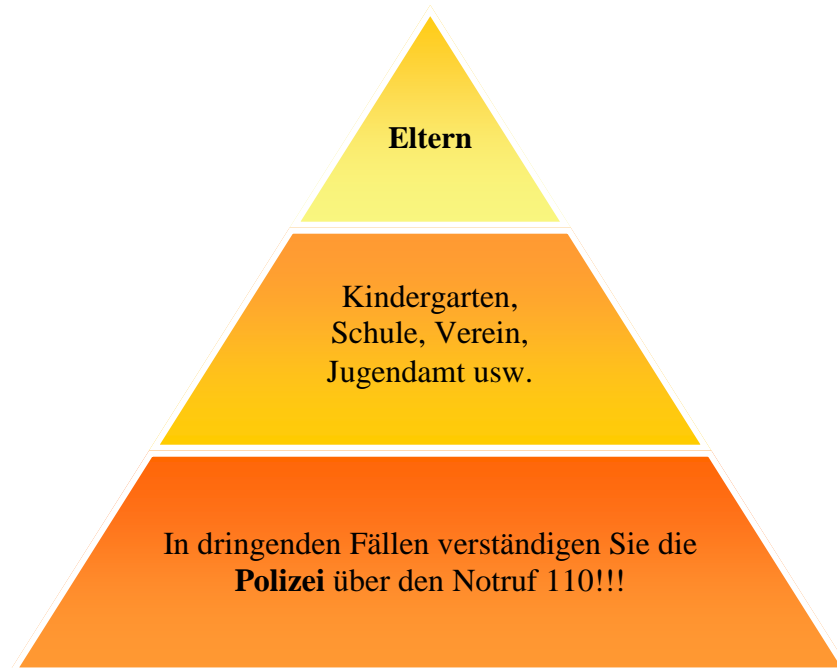 Eltern
Kindergarten,
Schule, Verein,
Jugendamt usw.
In dringenden Fällen verständigen Sie die
Polizei über den Notruf 110!!!